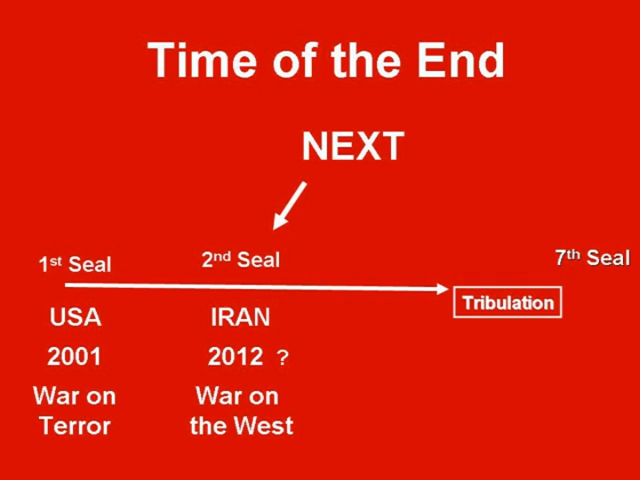 Time of the End
NEXT
1st Seal
2nd Seal
7th Seal
Tribulation
USA
IRAN
2001
2012 ?
War on
Terror
War on
the West